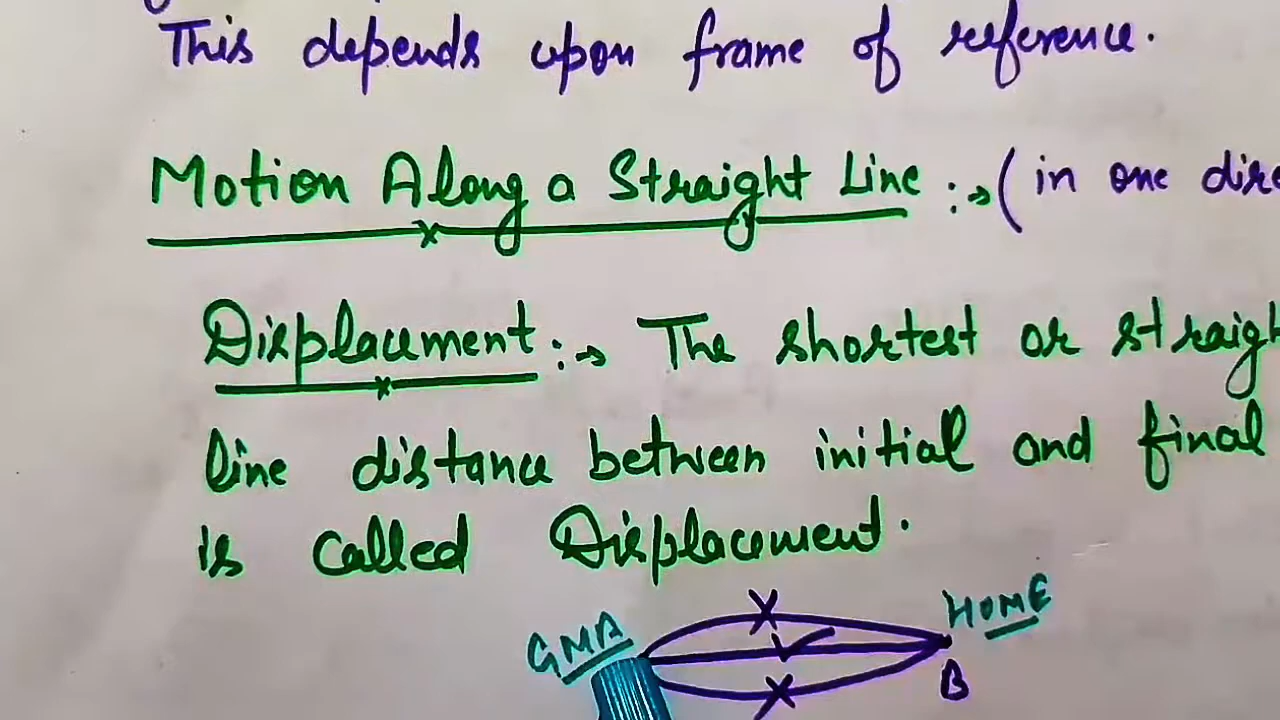 This depends upon frame of reference.
Motion Along a Straight Line :→ (in one dire
Displacement :→ The shortest or straigh
line distance between initial and final
is called Displacement.
GMA HOME
B